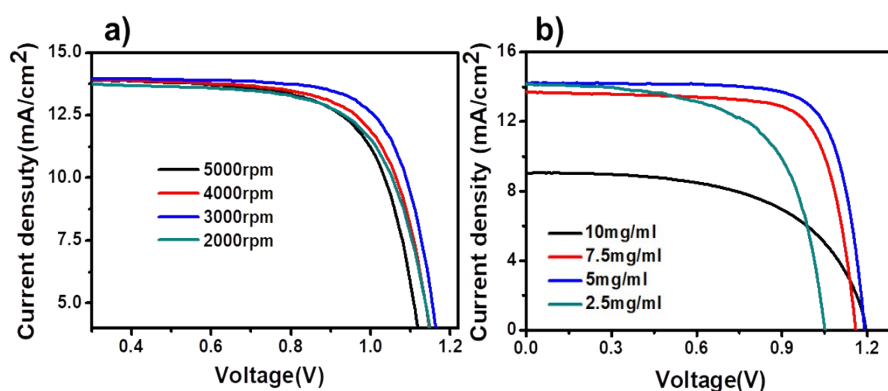 a)
Current densuty(mA/cm²)
15.0
12.5
10.0
7.5
5.0
5000rpm
4000rpm
3000rpm
2000rpm
0.4 0.6 0.8 1.0 1.2
Voltage(V)
b)
Current density (mA/cm²)
16
12
8
4
0
10mg/ml
7.5mg/ml
5mg/ml
2.5mg/ml
0.0 0.3 0.6 0.9 1.2
Voltage(V)